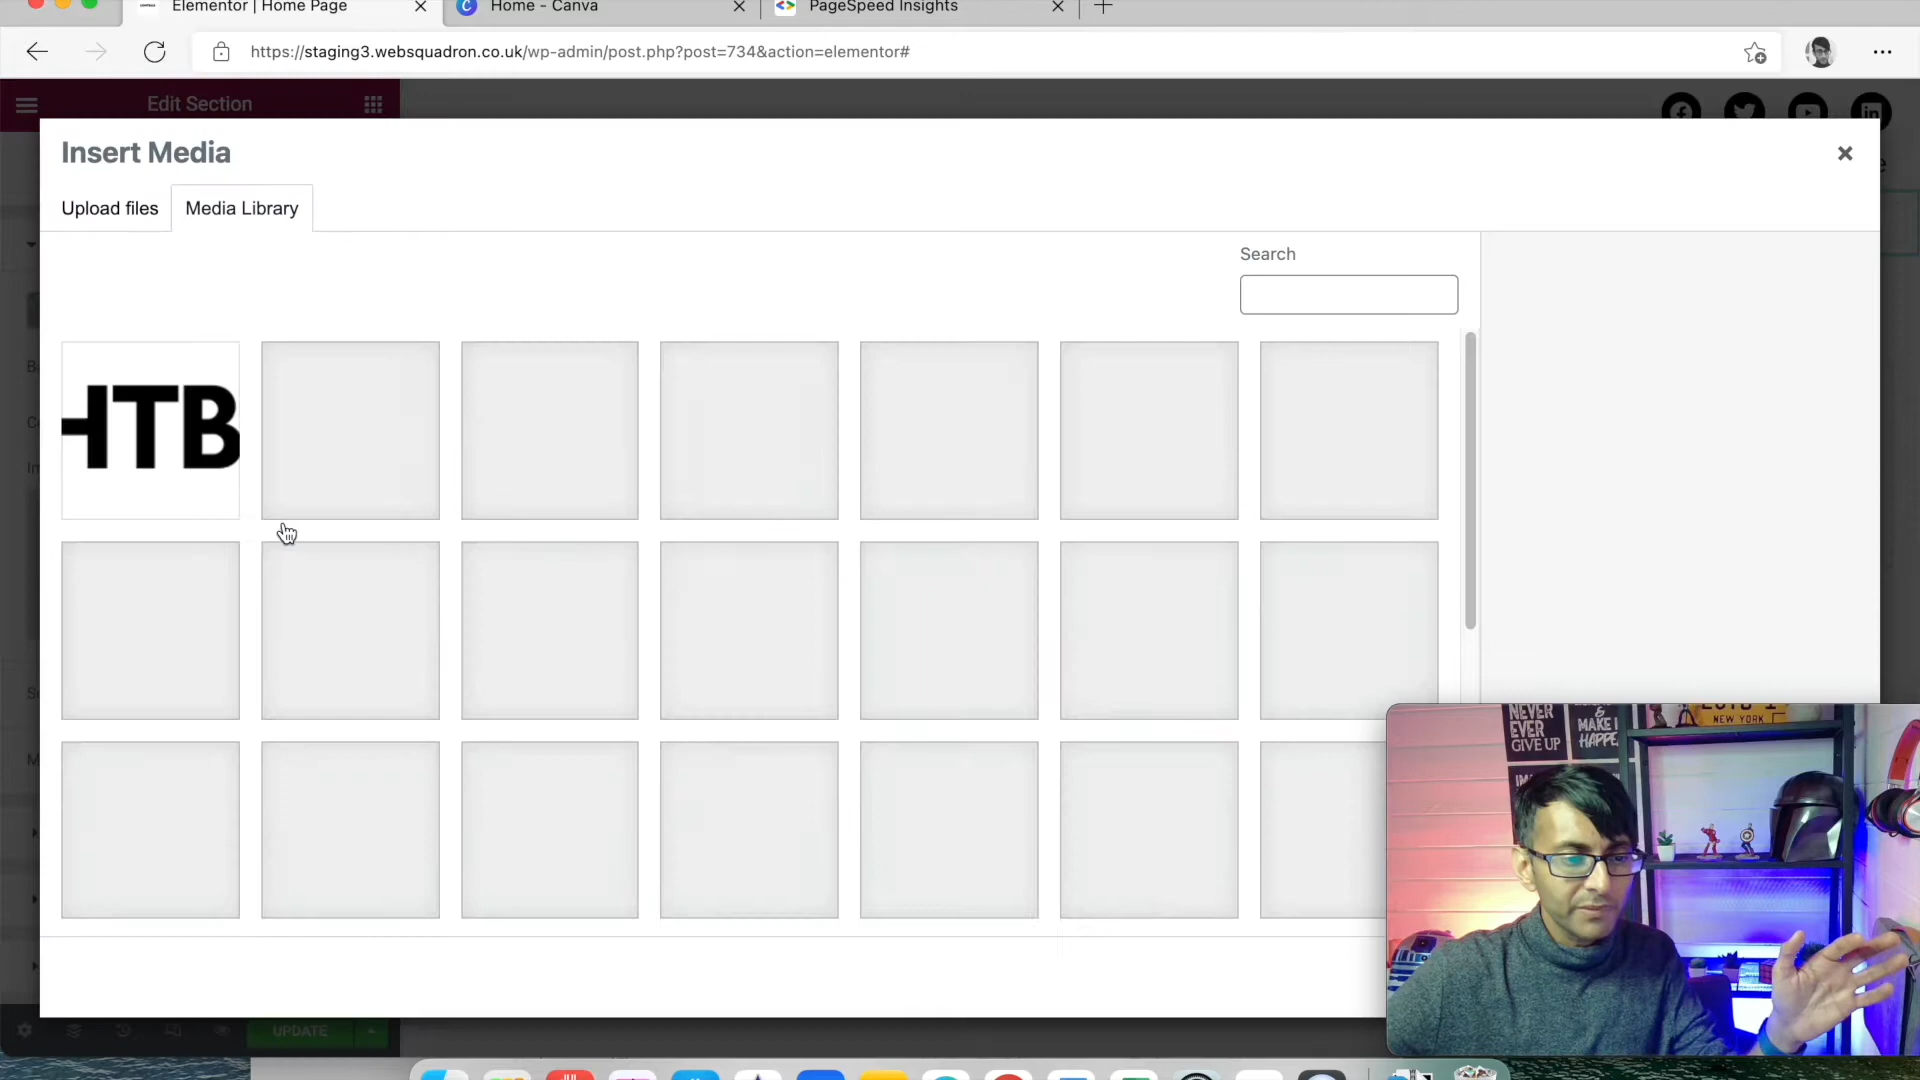 Elementor | Home Page
Home - Canva
PageSpeed Insights
https://staging3.websquadron.co.uk/wp-admin/post.php?post=734&action=elementor#
Edit Section
Insert Media
Upload files
Media Library
Search
HTB
NEVER
EVER
GIVE UP
&
MAKE I
HAPPE
NEW YORK
UPDATE